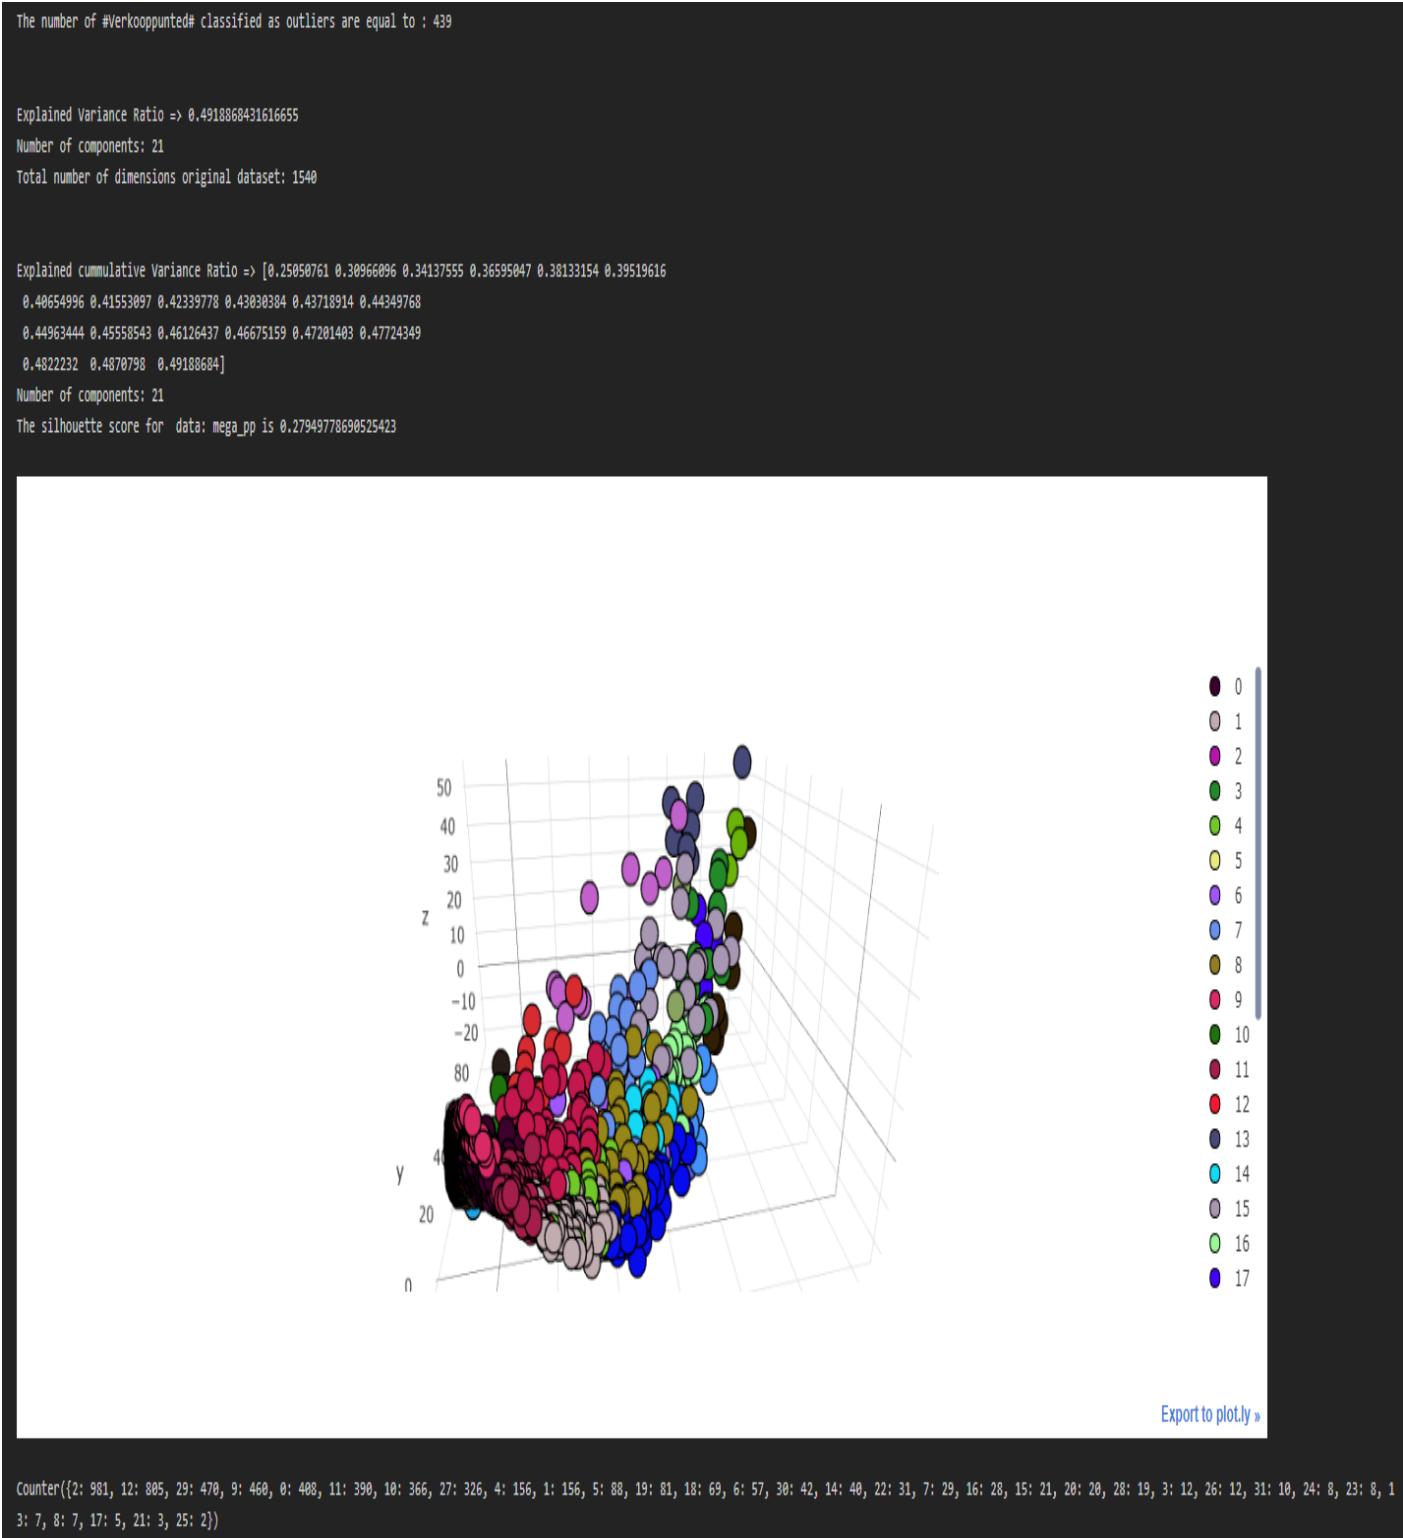 The number of #Verkooppunted# classified as outliers are equal to : 439
Explained Variance Ratio => 0.4918868431616655
Number of components: 21
Total number of dimensions original dataset: 1540
Explained cummulative Variance Ratio => [0.25050761 0.30966096 0.34137555 0.36595047 0.38133154 0.39519616
0.40654996 0.41553097 0.42339778 0.43030384 0.43718914 0.44349768
0.44963444 0.45558543 0.46126437 0.46675159 0.47201403 0.47724349
0.4822232 0.4870798 0.49188684]
Number of components: 21
The silhouette score for data: mega_pp is 0.27949778690525423
50
40
30
20
10
0
−10
−20
z
80
40
20
0
y
0
1
2
3
4
5
6
7
8
9
10
11
12
13
14
15
16
17
Export to plot.ly »
Counter({2: 981, 12: 805, 29: 470, 9: 460, 0: 408, 11: 390, 10: 366, 27: 326, 4: 156, 1: 156, 5: 88, 19: 81, 18: 69, 6: 57, 30: 42, 14: 40, 22: 31, 7: 29, 16: 28, 15: 21, 20: 20, 28: 19, 3: 12, 26: 12, 31: 10, 24: 8, 23: 8, 1
3: 7, 8: 7, 17: 5, 21: 3, 25: 2})